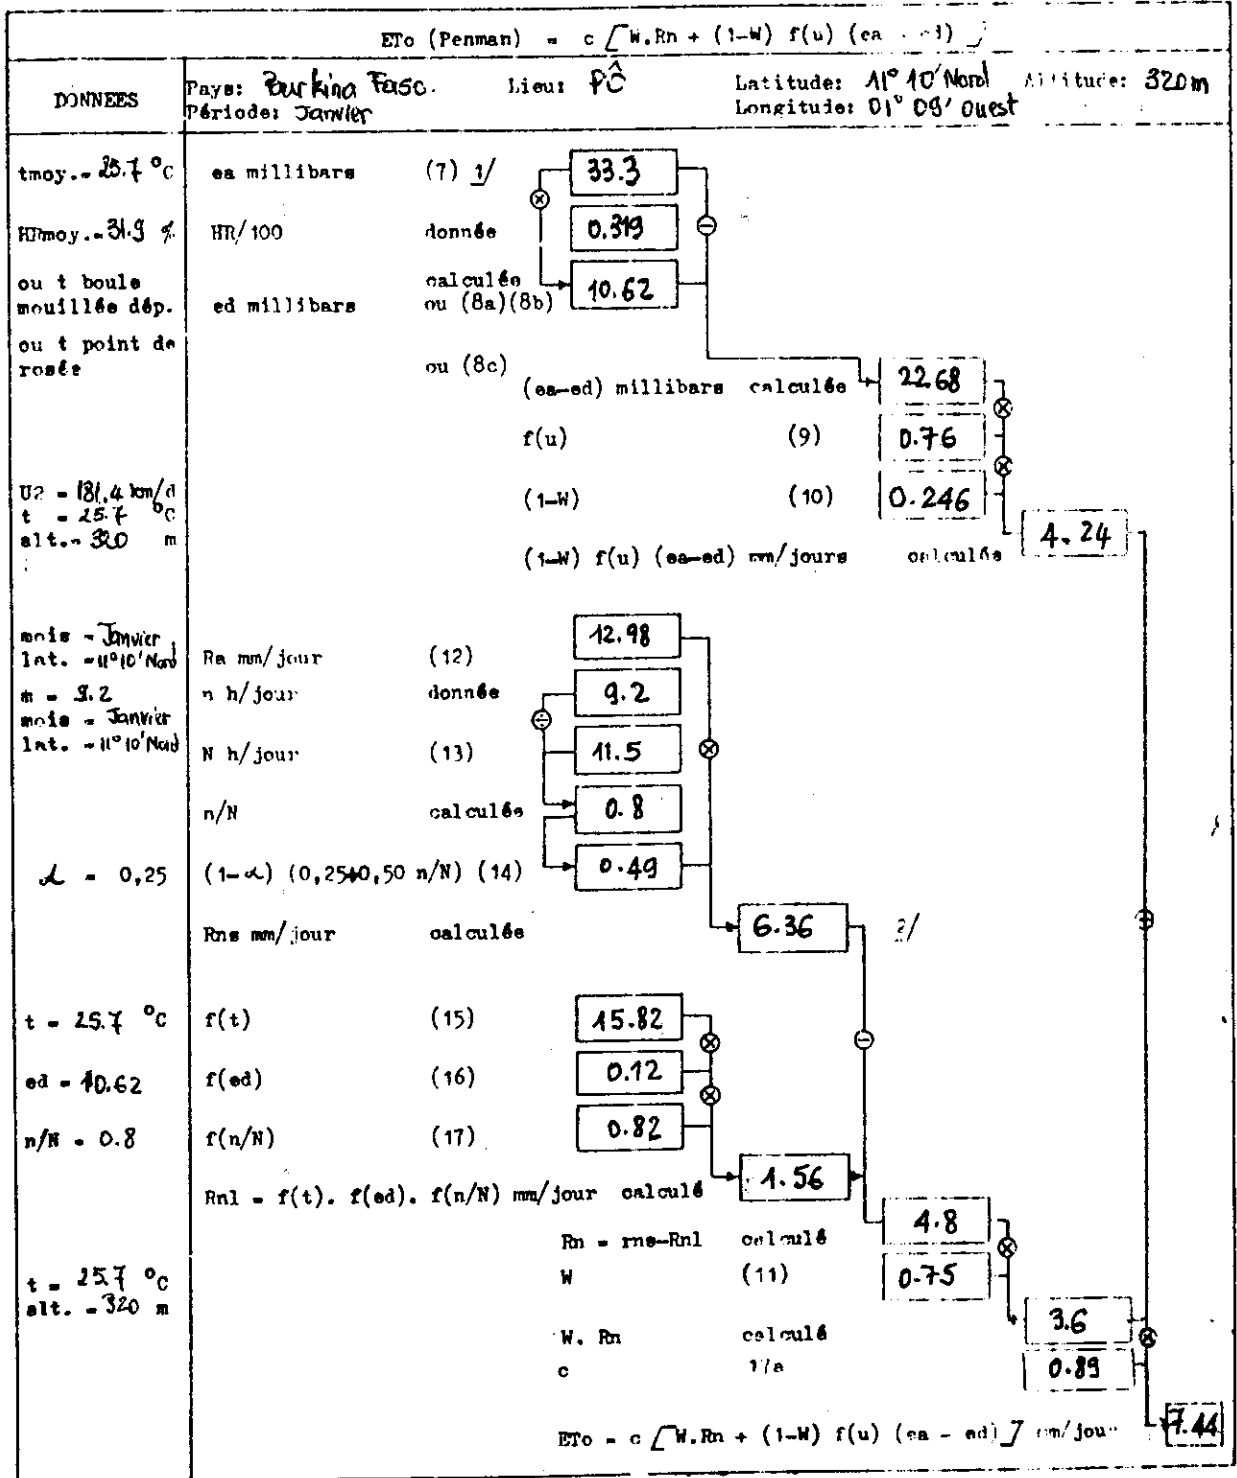 ETo (Penman) = c [W.Rn + (1-W) f(u) (ea - ed)]
DONNEES
Pays: Burkina Faso. Lieu: PÔ Latitude: 11° 10' Nord Altitude: 320 m
Période: Janvier Longitude: 01° 09' Ouest
tmoy.= 25.7 °C ea millibars (7) 1/ 33.3
HRmoy.= 31.9 % HR/100 donnée 0.319
ou t boule mouillée dép. ed millibars calculée ou (8a)(8b) 10.62
ou t point de rosée ou (8c)
(ea-ed) millibars calculée 22.68
f(u) (9) 0.76
U2 = 181.4 km/d (1-W) (10) 0.246
t = 25.7 °C
alt.= 320 m
4.24
(1-W) f(u) (ea-ed) mm/jours calculée
mois = Janvier 12.98
lat. = 11°10' Nord Ra mm/jour (12)
n = 9.2 n h/jour donnée 9.2
mois = Janvier
lat. = 11°10' Nord N h/jour (13) 11.5
n/N calculée 0.8
α = 0,25 (1-α) (0,25+0,50 n/N) (14) 0.49
Rns mm/jour calculée 6.36 2/
t = 25.7 °C f(t) (15) 15.82
ed = 10.62 f(ed) (16) 0.12
n/N = 0.8 f(n/N) (17) 0.82
Rnl = f(t). f(ed). f(n/N) mm/jour calculé 1.56
Rn = rns-Rnl calculé 4.8
t = 25.7 °C W (11) 0.75
alt. = 320 m
W. Rn calculé 3.6
c 17a 0.89
ETo = c [W.Rn + (1-W) f(u) (ea - ed)] mm/jour 7.44